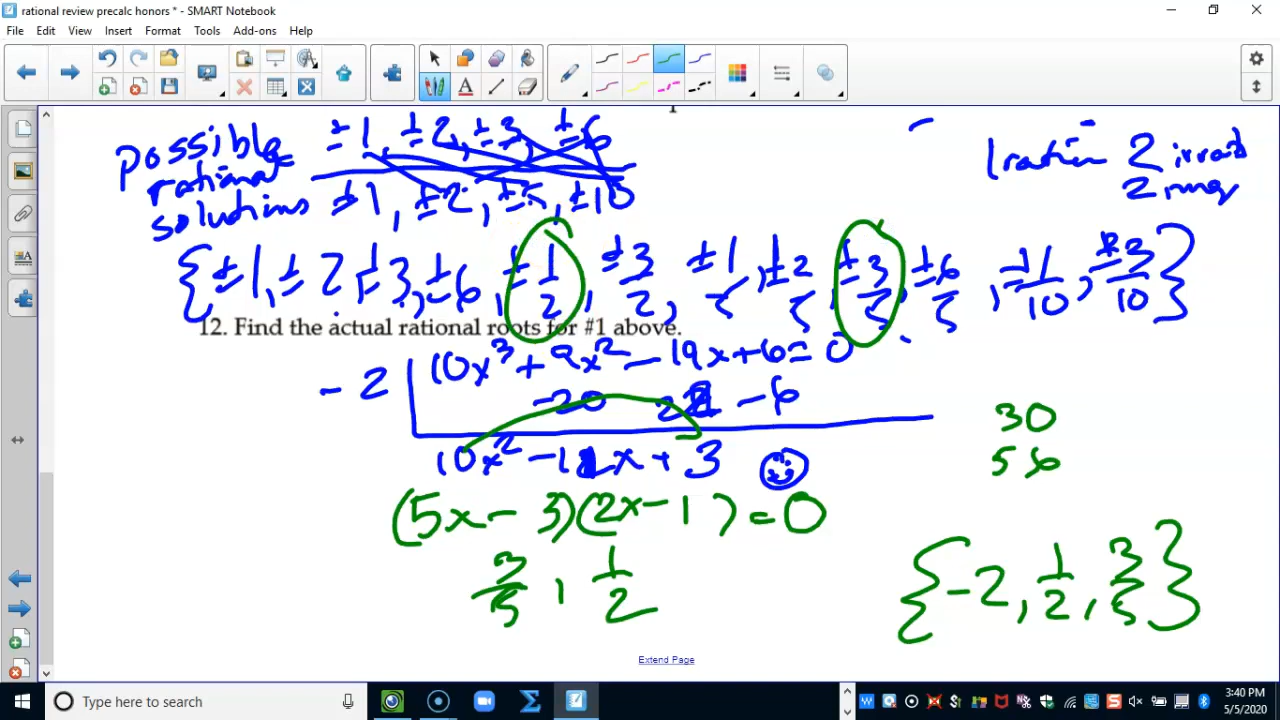 rational review precalc honors * - SMART Notebook
File Edit View Insert Format Tools Add-ons Help
possible ±1, ±2, ±3, ±6
rational
solutions ±1, ±2, ±5, ±10
1 ration 2 irrat
2 imag
{±1, ±2, ±3, ±6, ±1/2, ±3/2, ±1/5, ±2/5, ±3/5, ±6/5, ±1/10, ±3/10}
12. Find the actual rational roots for #1 above.
-2 | 10x³ + 9x² - 19x + 6 = 0
-20 22 -6
10x² - 11x + 3
30
5 6
(5x - 3)(2x - 1) = 0
3/5, 1/2
{-2, 1/2, 3/5}
Extend Page
Type here to search
3:40 PM
5/5/2020